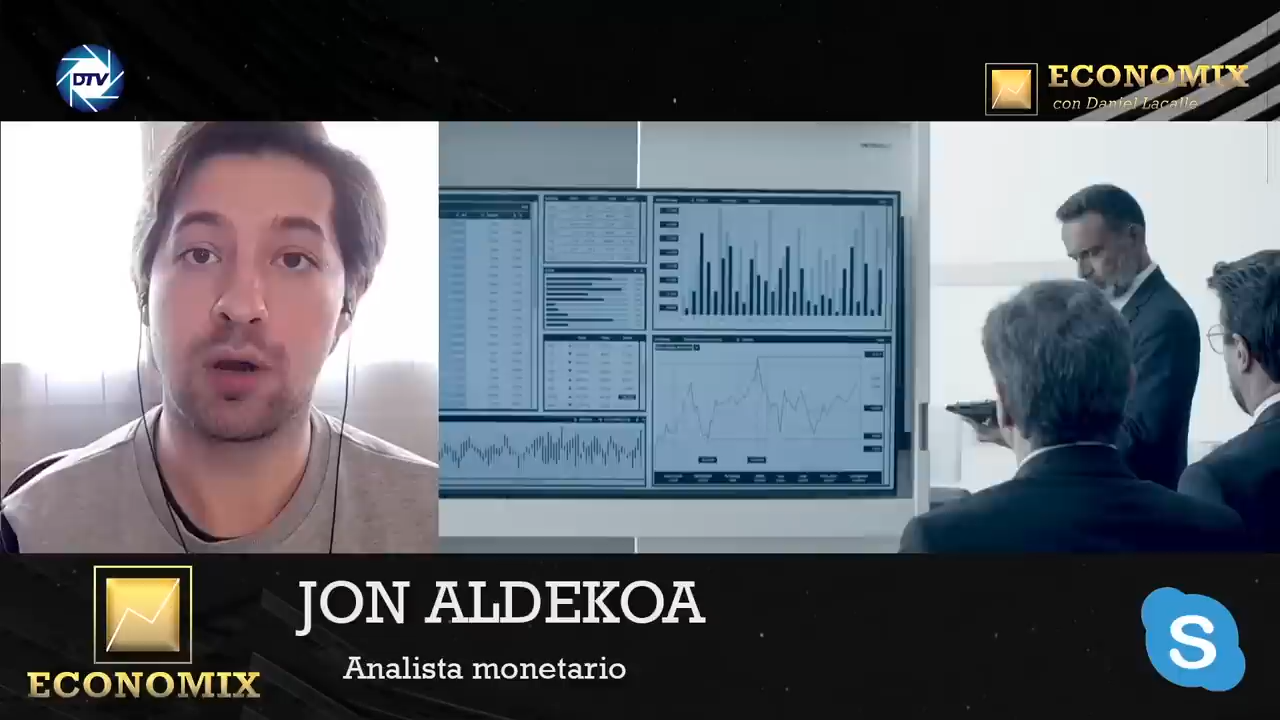 DTV
ECONOMIX
con Daniel Lacalle
JON ALDEKOA
Analista monetario
ECONOMIX
S